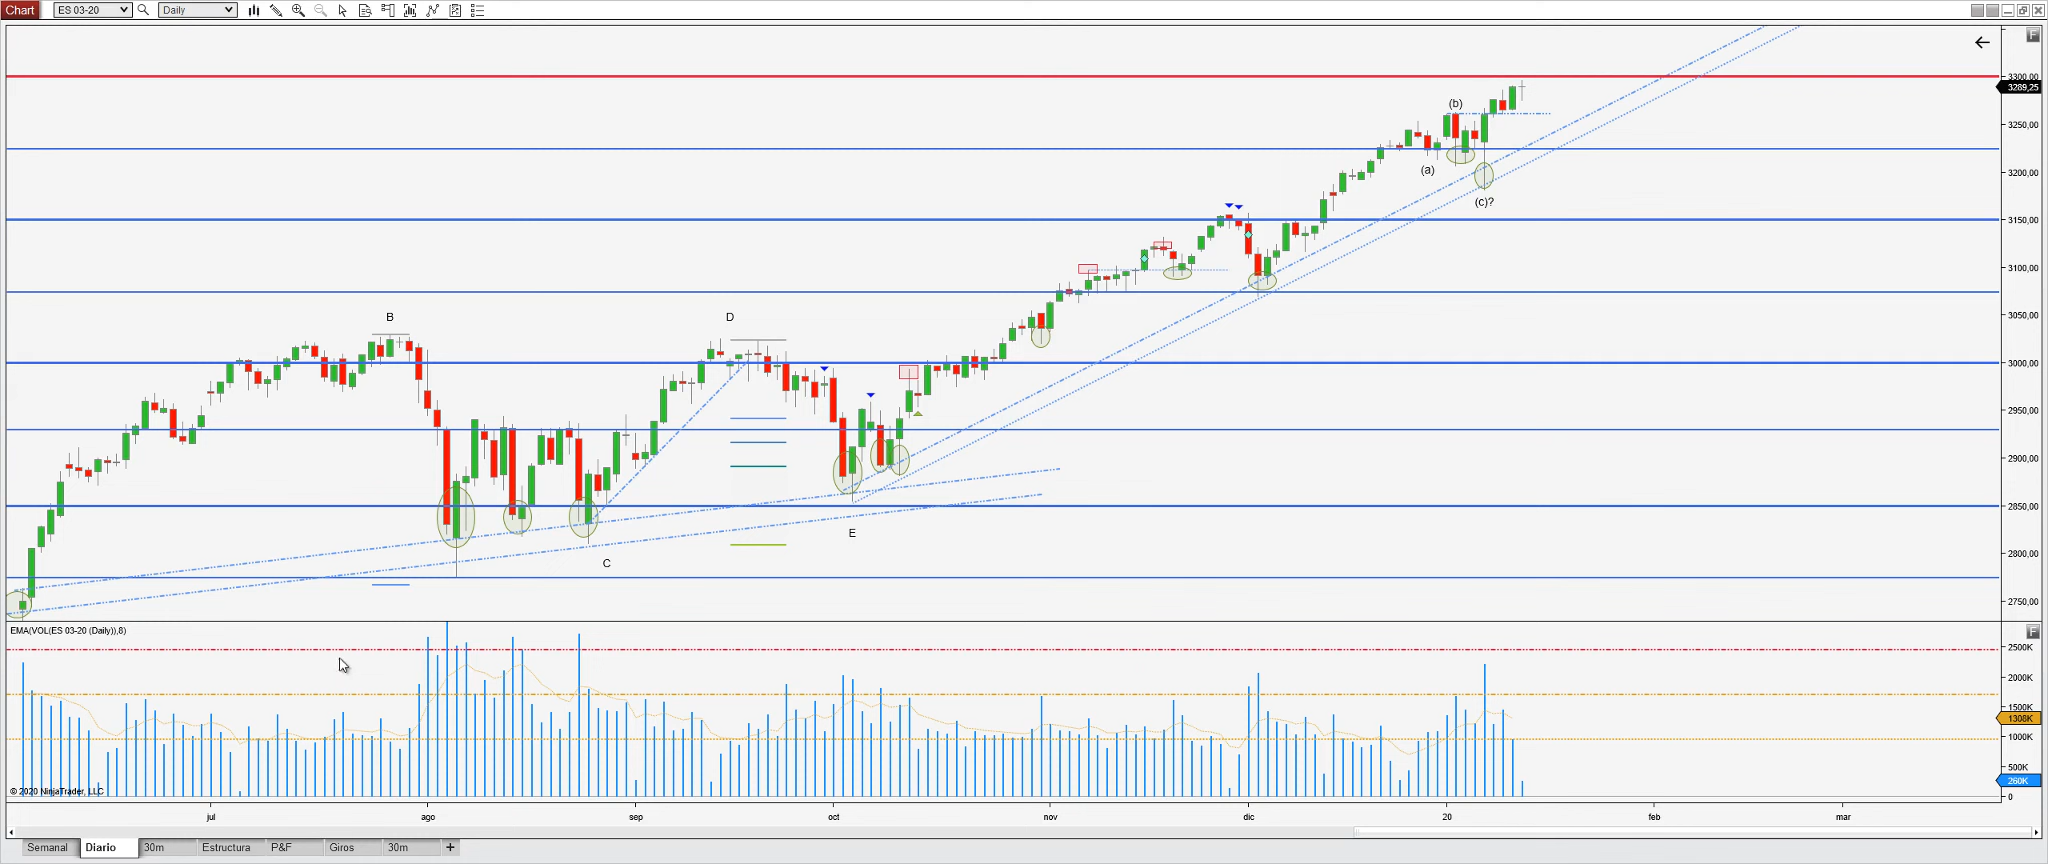 Chart ES 03-20 Daily
F
3300,00
3289,25
(b)
3250,00
(a)
3200,00
(c)?
3150,00
3100,00
B
D
3050,00
3000,00
2950,00
2900,00
2850,00
E
C
2800,00
2750,00
EMA(VOL(ES 03-20 (Daily)),8)
F
2500K
2000K
1500K
1308K
1000K
500K
260K
© 2020 NinjaTrader, LLC
0
jul ago sep oct nov dic 20 feb mar
Semanal Diario 30m Estructura P&F Giros 30m +